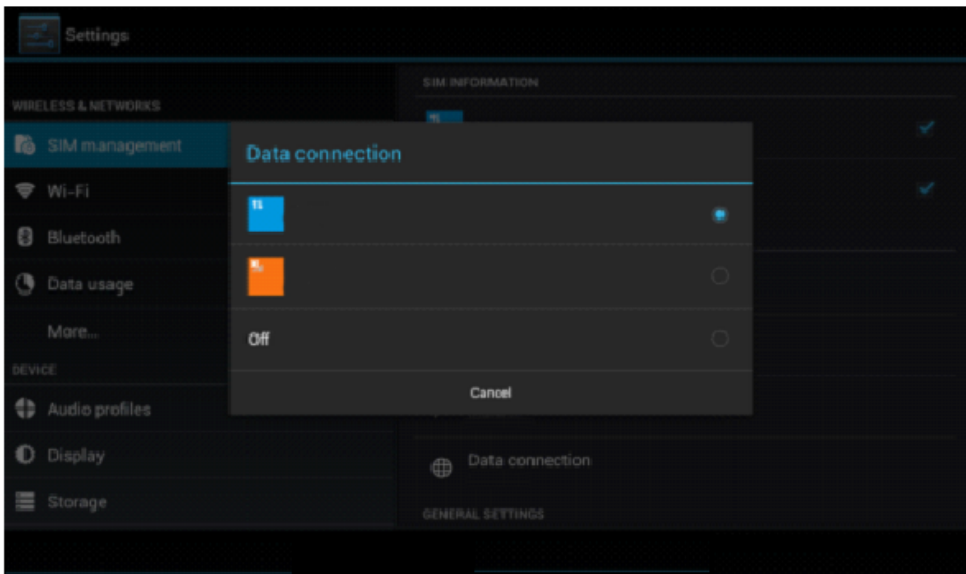 Settings
WIRELESS & NETWORKS
SIM management
Wi-Fi
Bluetooth
Data usage
More...
DEVICE
Audio profiles
Display
Storage
SIM INFORMATION
Data connection
Off
Cancel
Data connection
GENERAL SETTINGS